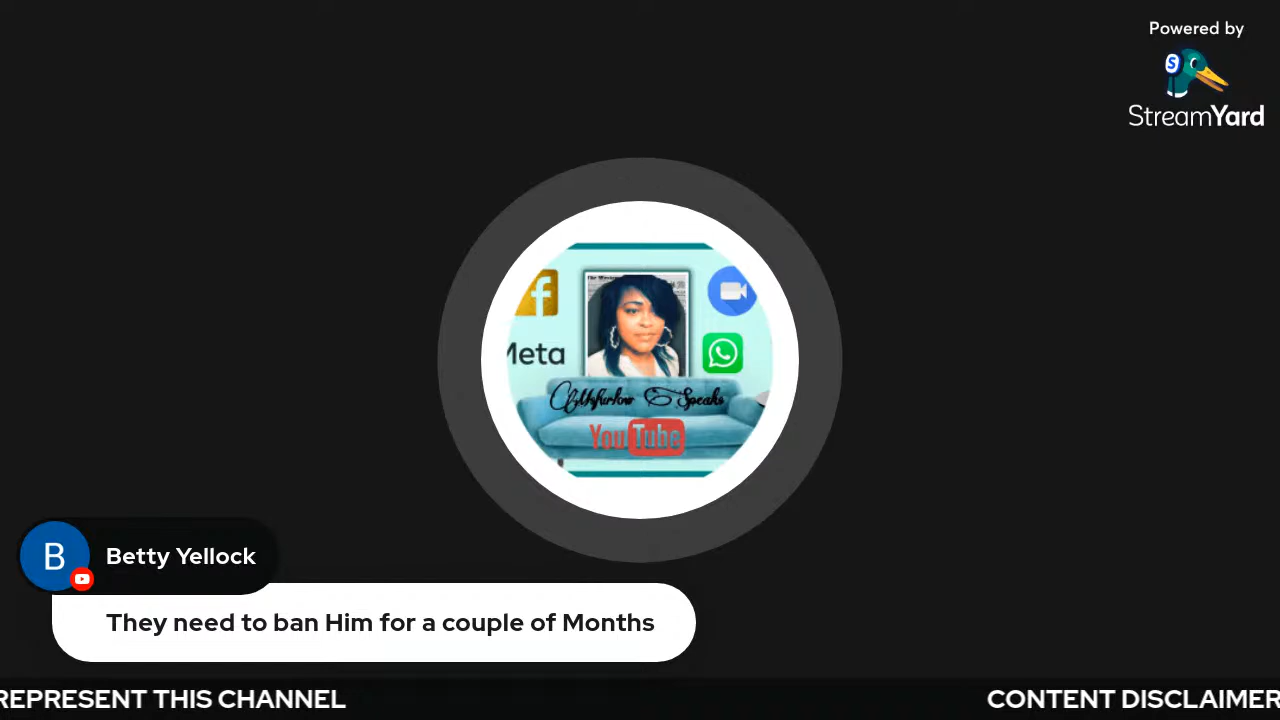 Powered by
S
StreamYard
f
Meta
Speaks
YouTube
B
Betty Yellock
They need to ban Him for a couple of Months
REPRESENT THIS CHANNEL
CONTENT DISCLAIMER